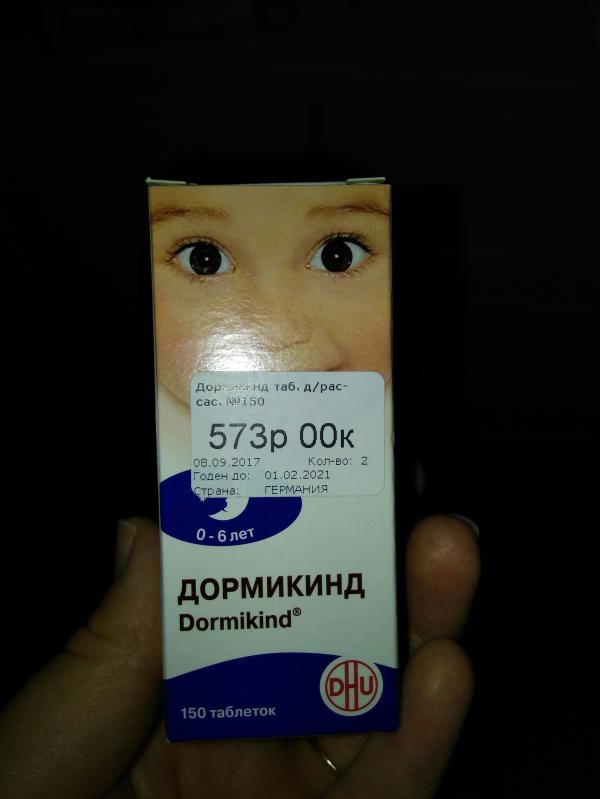 Дормикинд таб. д/рас-
сас. №150
573р 00к
08.09.2017 Кол-во: 2
Годен до: 01.02.2021
Страна: ГЕРМАНИЯ
0 - 6 лет
ДОРМИКИНД
Dormikind®
DHU
150 таблеток